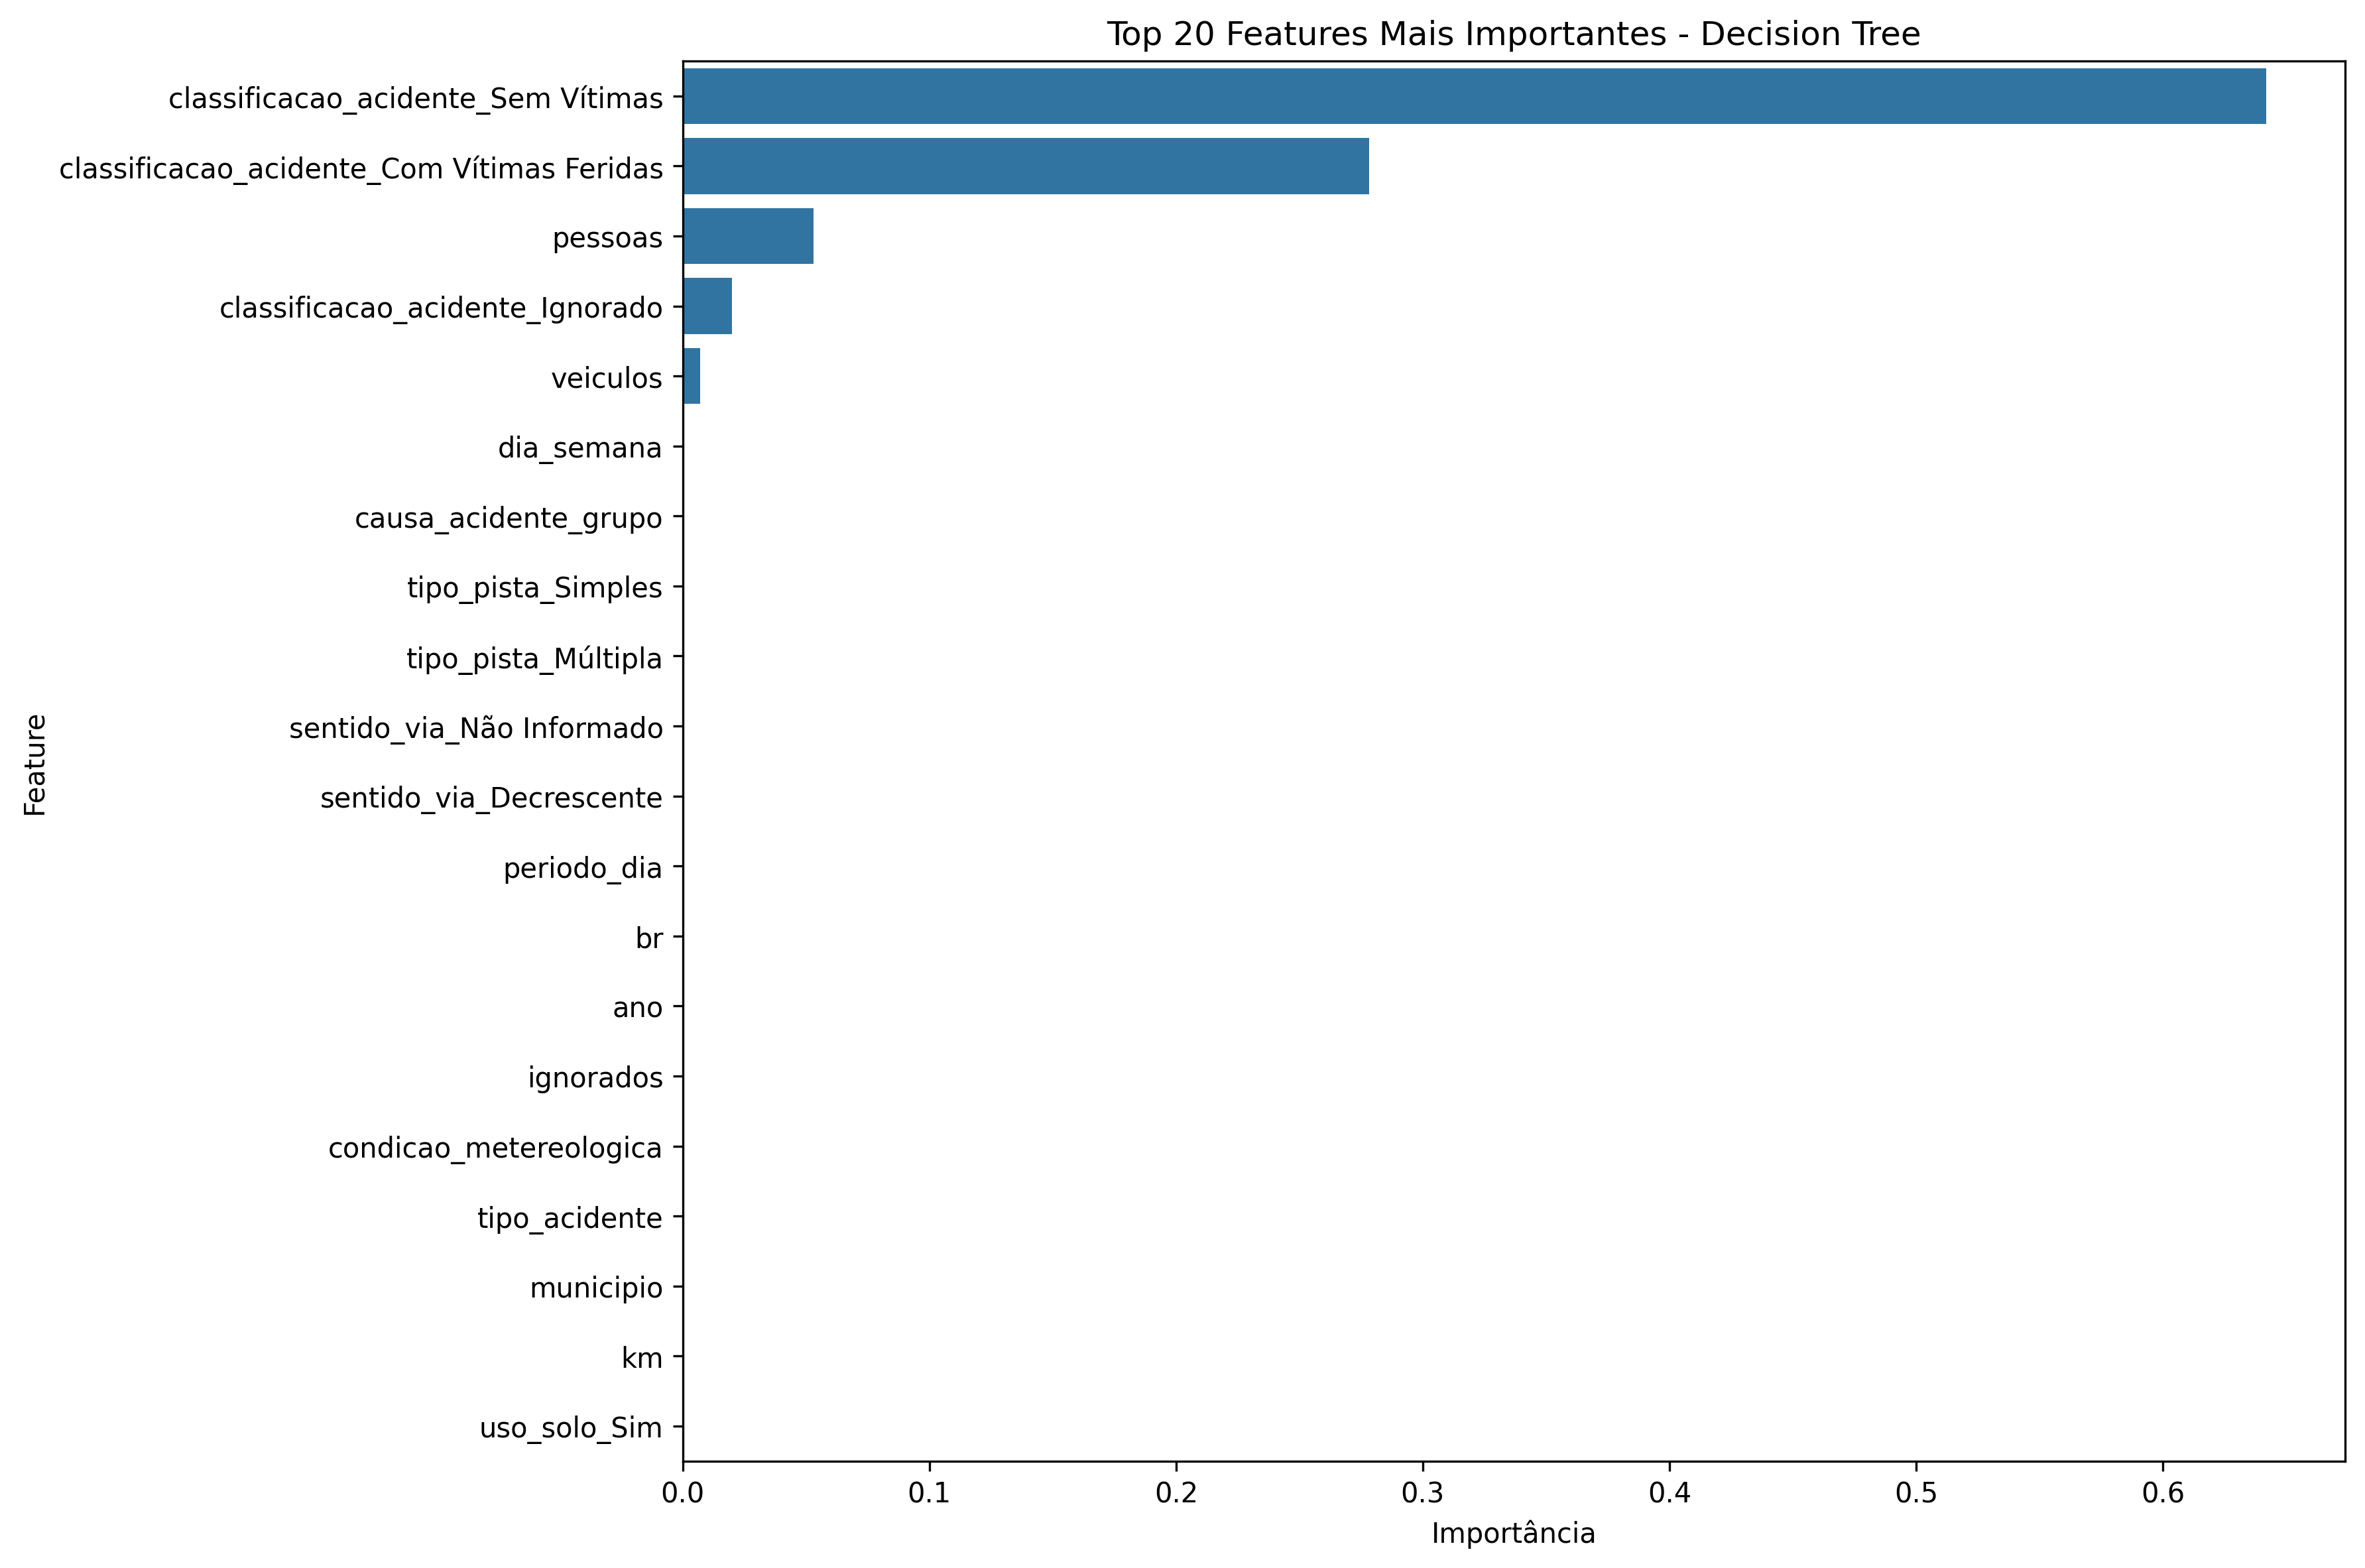 Top 20 Features Mais Importantes - Decision Tree
classificacao_acidente_Sem Vítimas
classificacao_acidente_Com Vítimas Feridas
pessoas
classificacao_acidente_Ignorado
veiculos
dia_semana
causa_acidente_grupo
tipo_pista_Simples
tipo_pista_Múltipla
sentido_via_Não Informado
sentido_via_Decrescente
periodo_dia
br
ano
ignorados
condicao_metereologica
tipo_acidente
municipio
km
uso_solo_Sim
Feature
0.0 0.1 0.2 0.3 0.4 0.5 0.6
Importância